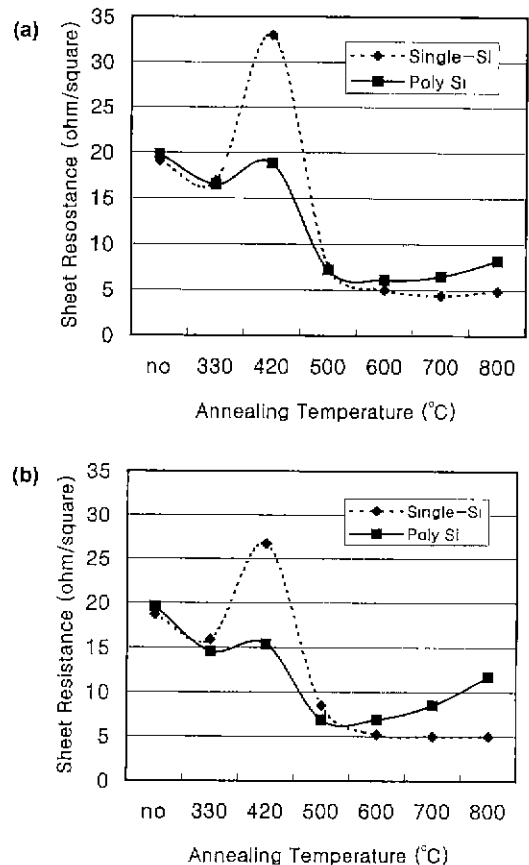 (a)
35
30
25
20
15
10
5
0
Sheet Resostance (ohm/square)
Single-Si
Poly Si
no 330 420 500 600 700 800
Annealing Temperature (°C)
(b)
35
30
25
20
15
10
5
0
Sheet Resistance (ohm/square)
Single-Si
Poly Si
no 330 420 500 600 700 800
Annealing Temperature (°C)